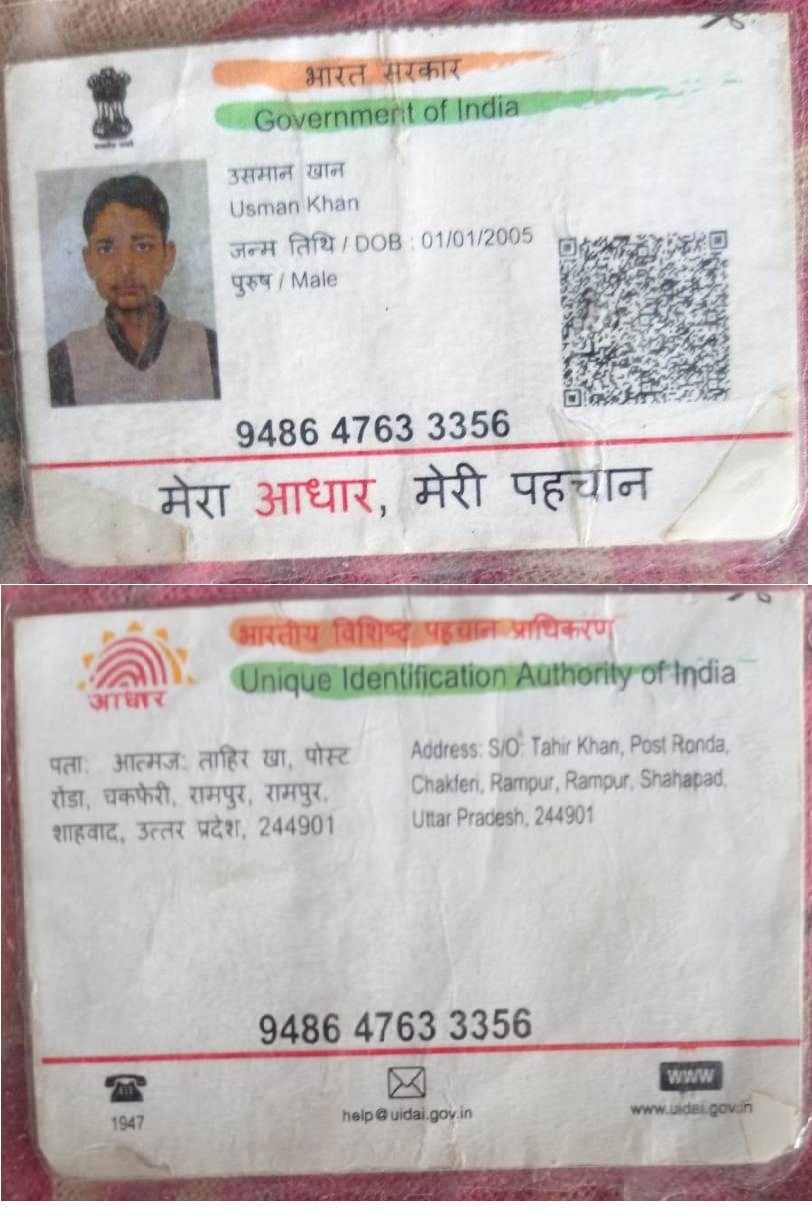 भारत सरकार
Government of India
उसमान खान
Usman Khan
जन्म तिथि / DOB : 01/01/2005
पुरुष / Male
9486 4763 3356
मेरा आधार, मेरी पहचान
भारतीय विशिष्ट पहचान प्राधिकरण
Unique Identification Authority of India
आधार
पता: आत्मज: ताहिर खा, पोस्ट
रोंडा, चकफेरी, रामपुर, रामपुर,
शाहवाद, उत्तर प्रदेश, 244901
Address: S/O: Tahir Khan, Post Ronda,
Chakferi, Rampur, Rampur, Shahapad,
Uttar Pradesh, 244901
9486 4763 3356
1947
help@uidai.gov.in
WWW
www.uidai.gov.in